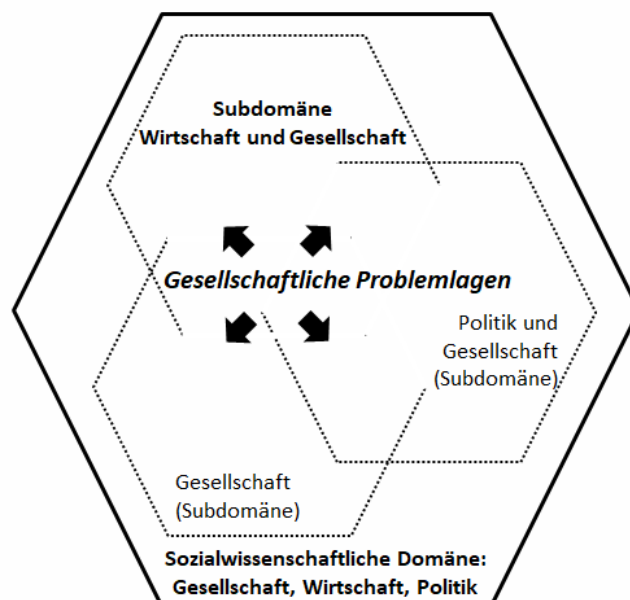 Subdomäne
Wirtschaft und Gesellschaft
Gesellschaftliche Problemlagen
Politik und
Gesellschaft
(Subdomäne)
Gesellschaft
(Subdomäne)
Sozialwissenschaftliche Domäne:
Gesellschaft, Wirtschaft, Politik